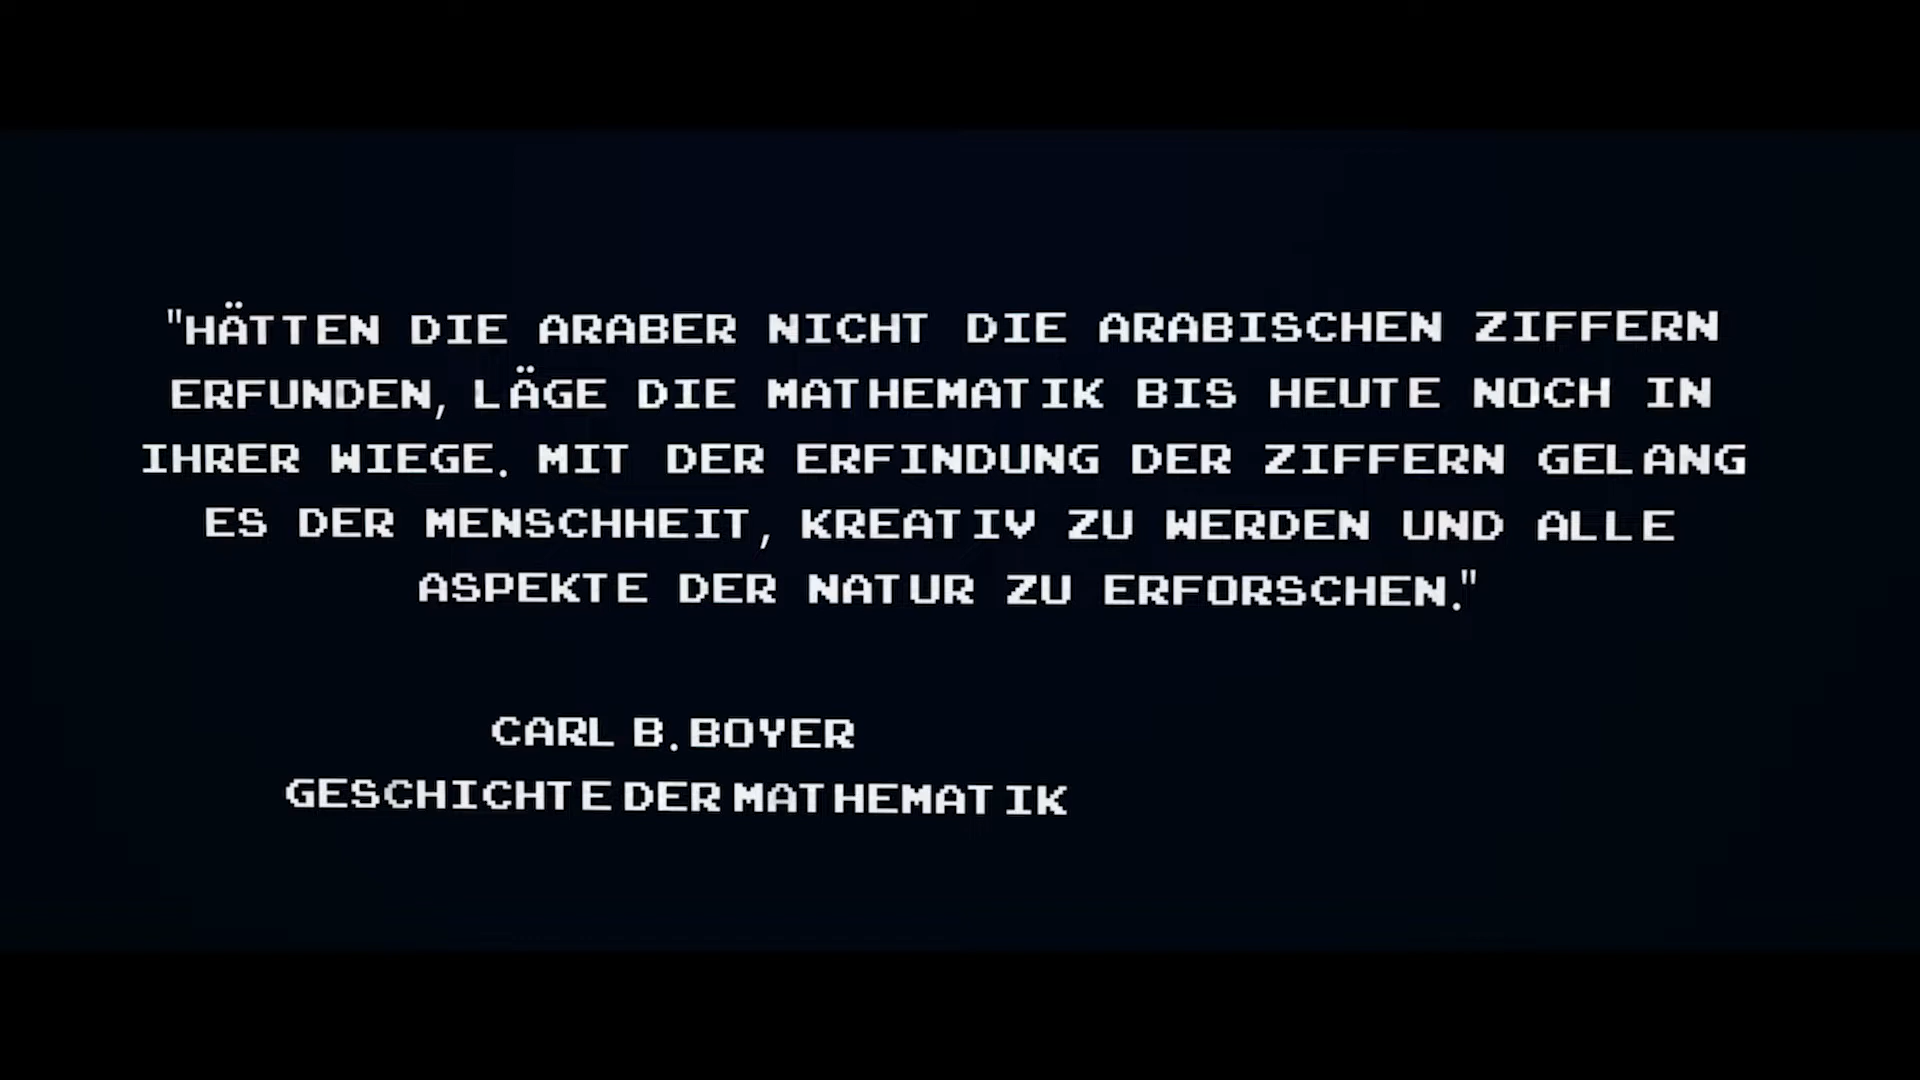 "HÄTTEN DIE ARABER NICHT DIE ARABISCHEN ZIFFERN
ERFUNDEN, LÄGE DIE MATHEMATIK BIS HEUTE NOCH IN
IHRER WIEGE. MIT DER ERFINDUNG DER ZIFFERN GELANG
ES DER MENSCHHEIT, KREATIV ZU WERDEN UND ALLE
ASPEKTE DER NATUR ZU ERFORSCHEN."
CARL B. BOYER
GESCHICHTE DER MATHEMATIK